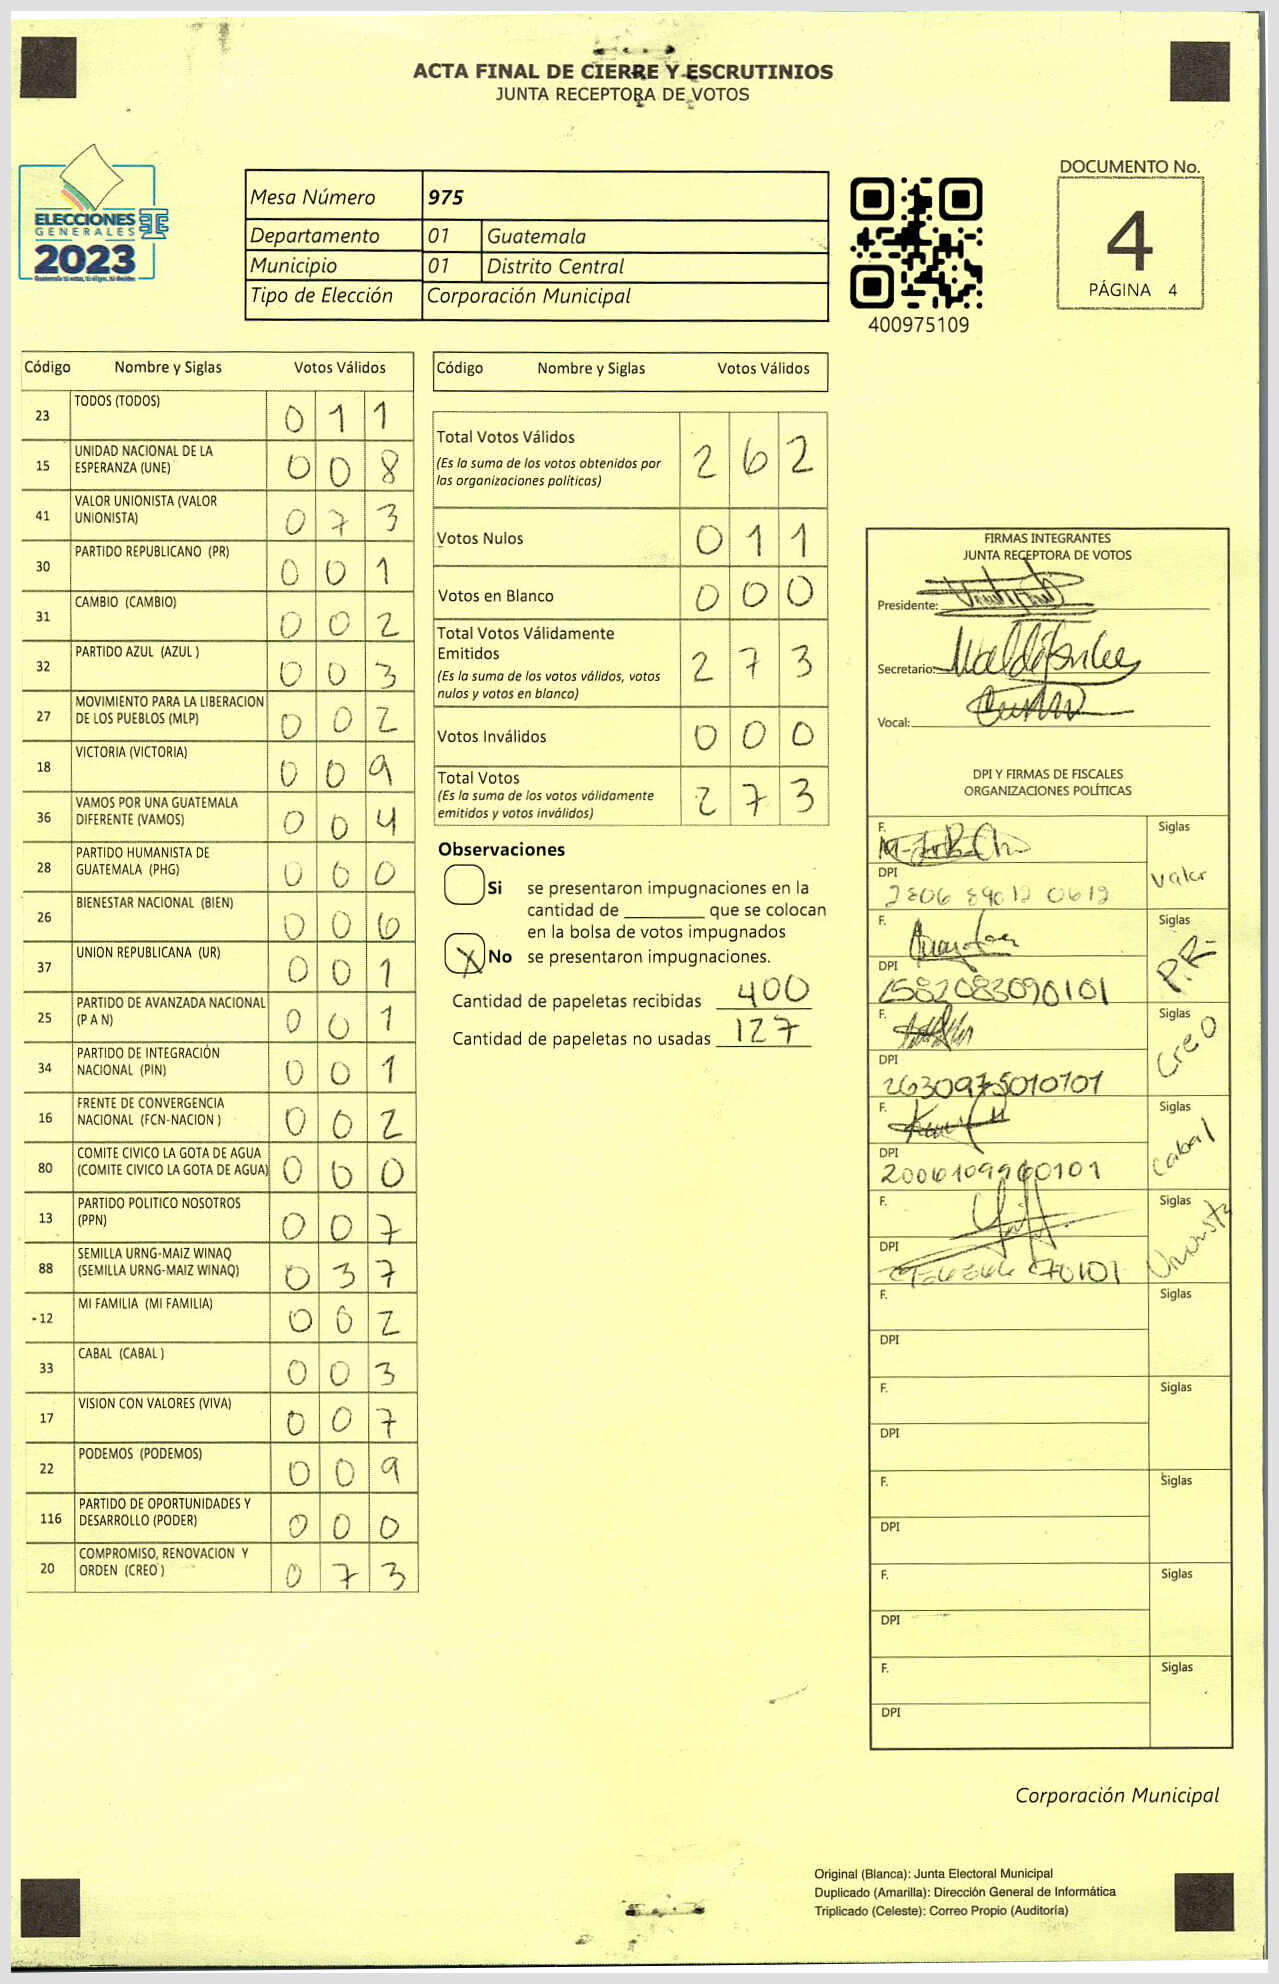 ACTA FINAL DE CIERRE Y ESCRUTINIOS
JUNTA RECEPTORA DE VOTOS
ELECCIONES
GENERALES
2023
Mesa Número 975
Departamento 01 Guatemala
Municipio 01 Distrito Central
Tipo de Elección Corporación Municipal
400975109
DOCUMENTO No.
4
PÁGINA 4
Código Nombre y Siglas Votos Válidos
23 TODOS (TODOS) 0 1 1
15 UNIDAD NACIONAL DE LA ESPERANZA (UNE) 0 0 8
41 VALOR UNIONISTA (VALOR UNIONISTA) 0 7 3
30 PARTIDO REPUBLICANO (PR) 0 0 1
31 CAMBIO (CAMBIO) 0 0 2
32 PARTIDO AZUL (AZUL ) 0 0 3
27 MOVIMIENTO PARA LA LIBERACION DE LOS PUEBLOS (MLP) 0 0 2
18 VICTORIA (VICTORIA) 0 0 9
36 VAMOS POR UNA GUATEMALA DIFERENTE (VAMOS) 0 0 4
28 PARTIDO HUMANISTA DE GUATEMALA (PHG) 0 0 0
26 BIENESTAR NACIONAL (BIEN) 0 0 6
37 UNION REPUBLICANA (UR) 0 0 1
25 PARTIDO DE AVANZADA NACIONAL (P A N) 0 0 1
34 PARTIDO DE INTEGRACIÓN NACIONAL (PIN) 0 0 1
16 FRENTE DE CONVERGENCIA NACIONAL (FCN-NACION ) 0 0 2
80 COMITE CIVICO LA GOTA DE AGUA (COMITE CIVICO LA GOTA DE AGUA) 0 0 0
13 PARTIDO POLITICO NOSOTROS (PPN) 0 0 7
88 SEMILLA URNG-MAIZ WINAQ (SEMILLA URNG-MAIZ WINAQ) 0 3 7
-12 MI FAMILIA (MI FAMILIA) 0 0 2
33 CABAL (CABAL ) 0 0 3
17 VISION CON VALORES (VIVA) 0 0 7
22 PODEMOS (PODEMOS) 0 0 9
116 PARTIDO DE OPORTUNIDADES Y DESARROLLO (PODER) 0 0 0
20 COMPROMISO, RENOVACION Y ORDEN (CREO ) 0 7 3
Código Nombre y Siglas Votos Válidos
Total Votos Válidos 2 6 2
(Es la suma de los votos obtenidos por
las organizaciones políticas)
Votos Nulos 0 1 1
Votos en Blanco 0 0 0
Total Votos Válidamente
Emitidos 2 7 3
(Es la suma de los votos válidos, votos
nulos y votos en blanco)
Votos Inválidos 0 0 0
Total Votos 2 7 3
(Es la suma de los votos válidamente
emitidos y votos inválidos)
Observaciones
Si se presentaron impugnaciones en la
cantidad de ________ que se colocan
en la bolsa de votos impugnados
X No se presentaron impugnaciones.
Cantidad de papeletas recibidas 400
Cantidad de papeletas no usadas 127
FIRMAS INTEGRANTES
JUNTA RECEPTORA DE VOTOS
Presidente:
Secretario:
Vocal:
DPI Y FIRMAS DE FISCALES
ORGANIZACIONES POLÍTICAS
F. Siglas
DPI Valor
2806 89012 0612
F. Siglas
DPI P.R-
1582083090101
F. Siglas
DPI Creo
2630975010101
F. Siglas
DPI Cabal
2006109960101
F. Siglas
DPI Unionista
F. Siglas
DPI
F. Siglas
DPI
F. Siglas
DPI
F. Siglas
DPI
F. Siglas
DPI
Corporación Municipal
Original (Blanca): Junta Electoral Municipal
Duplicado (Amarilla): Dirección General de Informática
Triplicado (Celeste): Correo Propio (Auditoría)